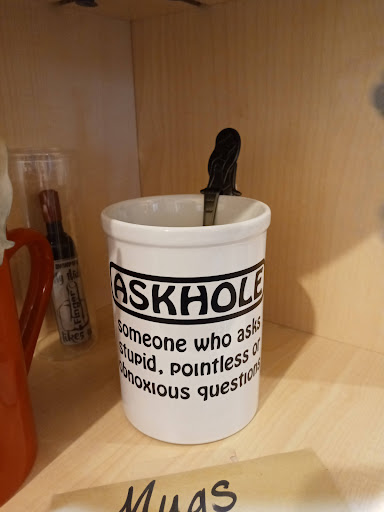 ASKHOLE
someone who asks
stupid, pointless or
obnoxious questions
Mugs